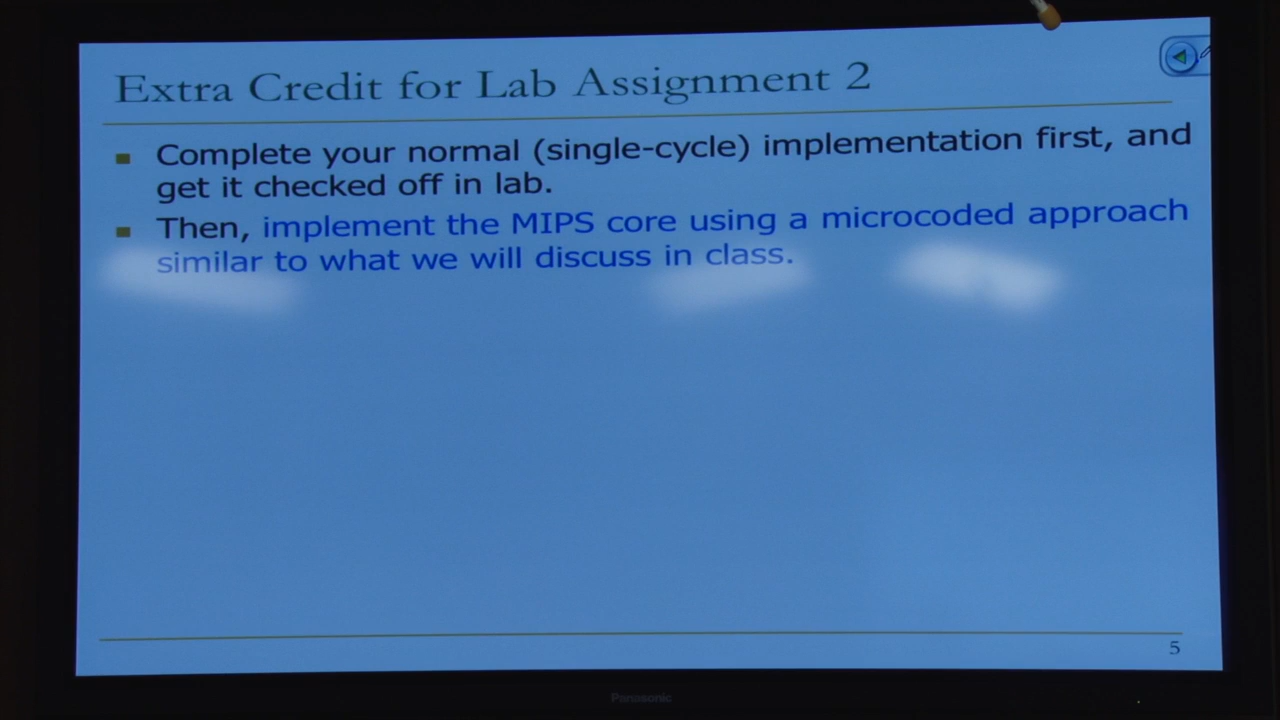 Extra Credit for Lab Assignment 2
Complete your normal (single-cycle) implementation first, and
get it checked off in lab.
Then, implement the MIPS core using a microcoded approach
similar to what we will discuss in class.
5
Panasonic